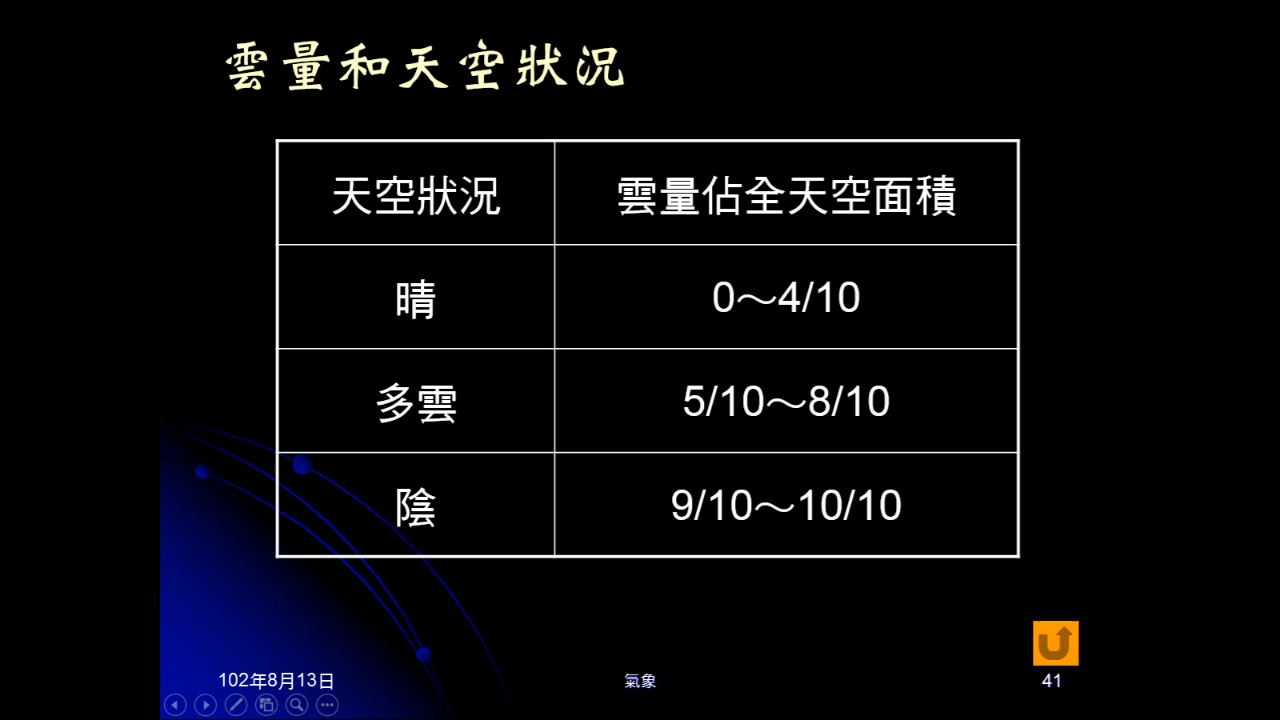 雲量和天空狀況
天空狀況 雲量佔全天空面積
晴 0～4/10
多雲 5/10～8/10
陰 9/10～10/10
102年8月13日 氣象 41